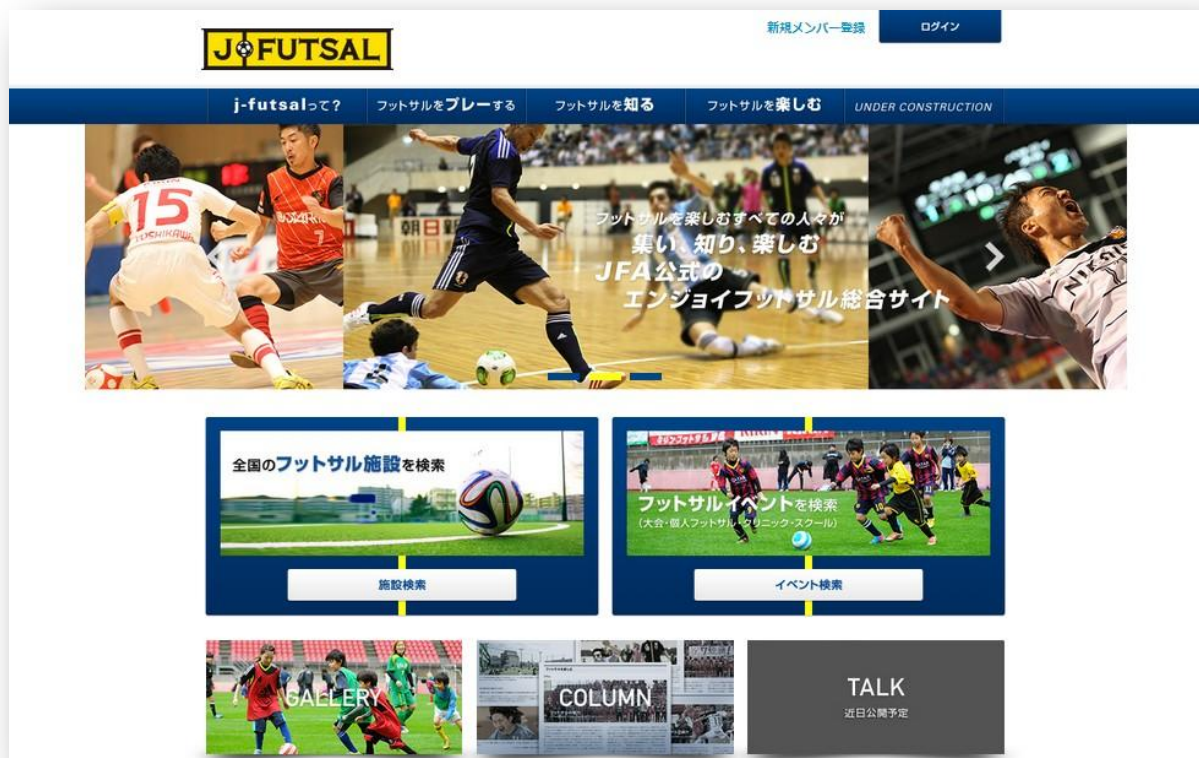 新規メンバー登録
ログイン
J FUTSAL
j-futsalって？
フットサルをプレーする
フットサルを知る
フットサルを楽しむ
UNDER CONSTRUCTION
15
7
朝日新
フットサルを楽しむすべての人々が
集い、知り、楽しむ
JFA公式の
エンジョイフットサル総合サイト
全国のフットサル施設を検索
施設検索
KIRIN
フットサルイベントを検索
（大会・個人フットサル・クリニック・スクール）
イベント検索
GALLERY
COLUMN
TALK
近日公開予定